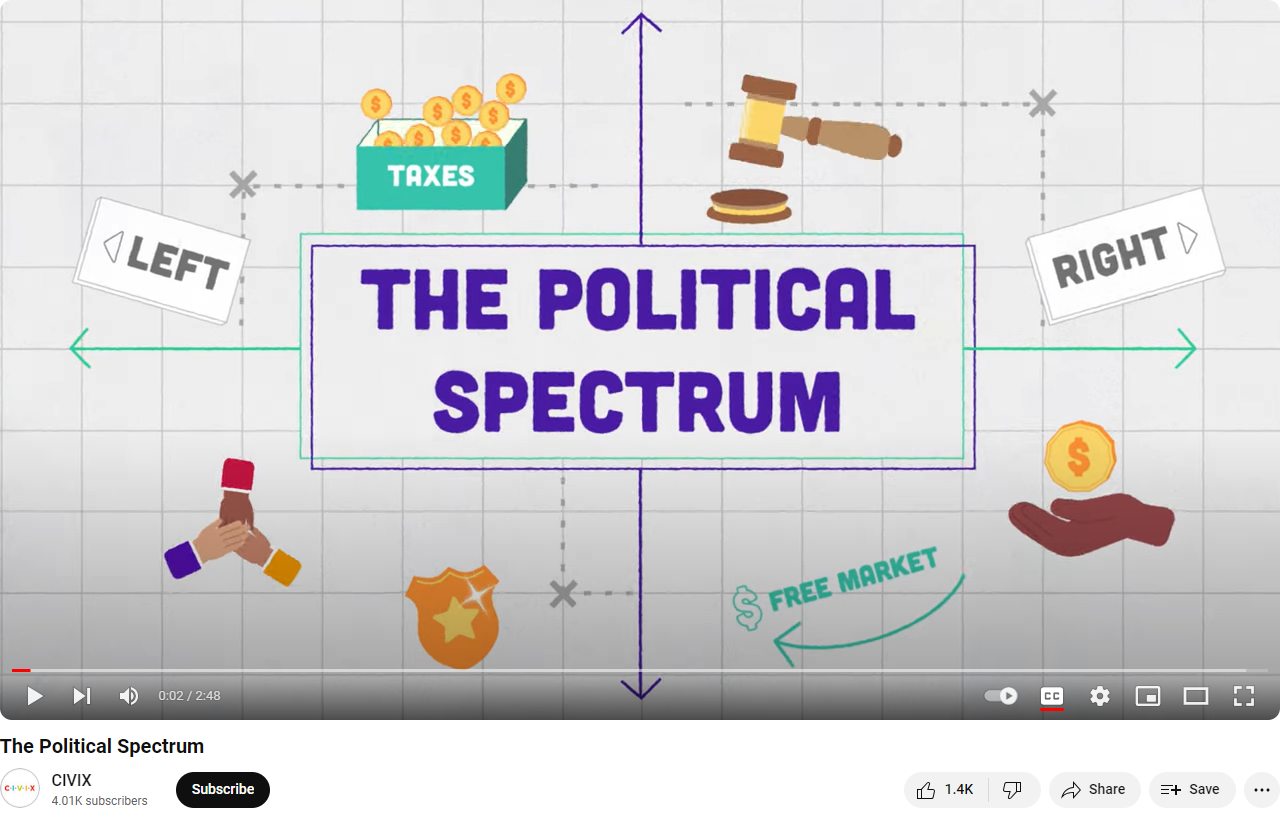 TAXES
LEFT
RIGHT
THE POLITICAL
SPECTRUM
$ FREE MARKET
0:02 / 2:48
CC
The Political Spectrum
C·I·V·I·X
CIVIX
4.01K subscribers
Subscribe
1.4K
Share
Save